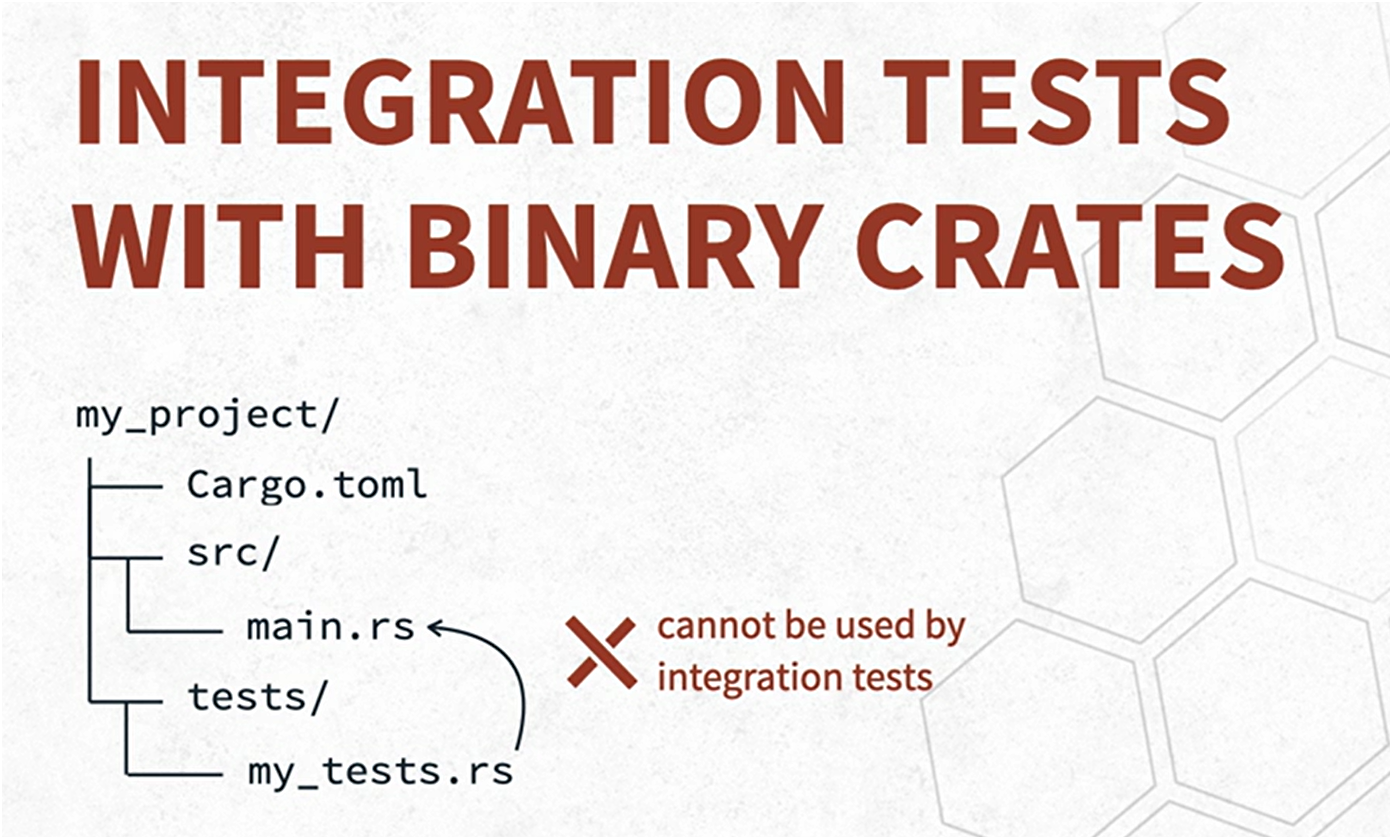 INTEGRATION TESTS
WITH BINARY CRATES
my_project/
Cargo.toml
src/
main.rs
cannot be used by
integration tests
tests/
my_tests.rs